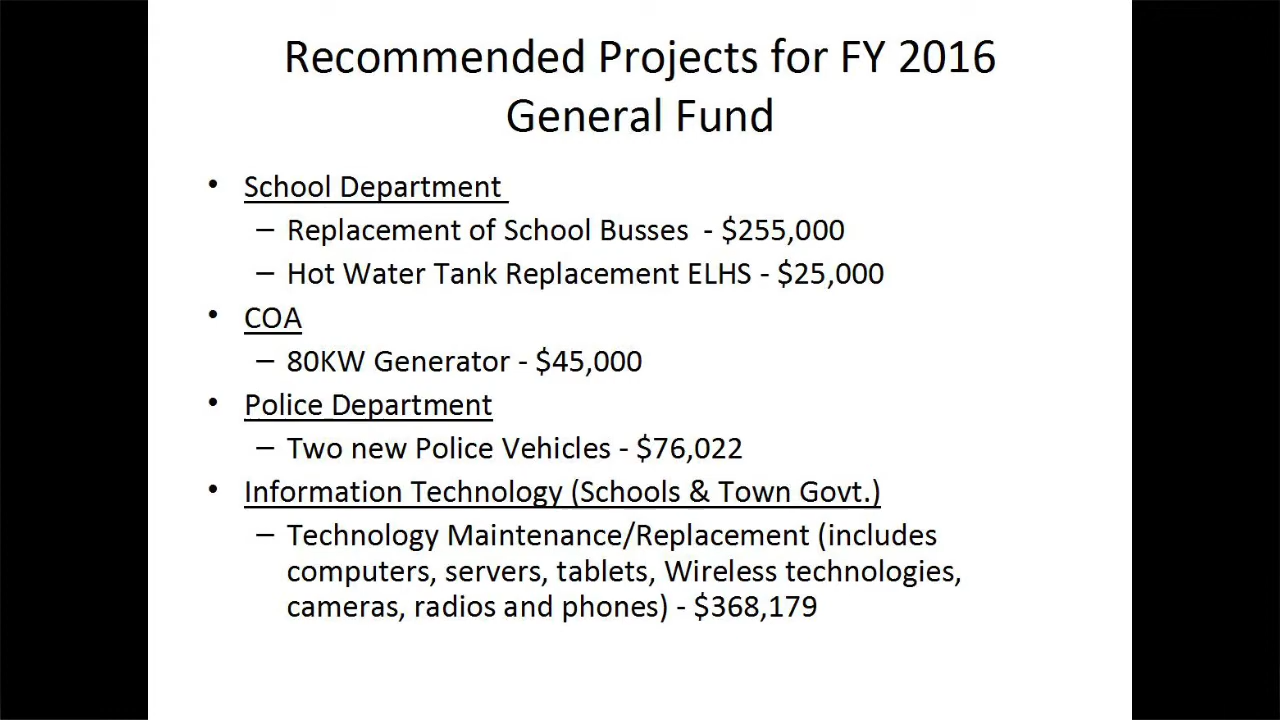 Recommended Projects for FY 2016
General Fund
• School Department
– Replacement of School Busses - $255,000
– Hot Water Tank Replacement ELHS - $25,000
• COA
– 80KW Generator - $45,000
• Police Department
– Two new Police Vehicles - $76,022
• Information Technology (Schools & Town Govt.)
– Technology Maintenance/Replacement (includes
computers, servers, tablets, Wireless technologies,
cameras, radios and phones) - $368,179